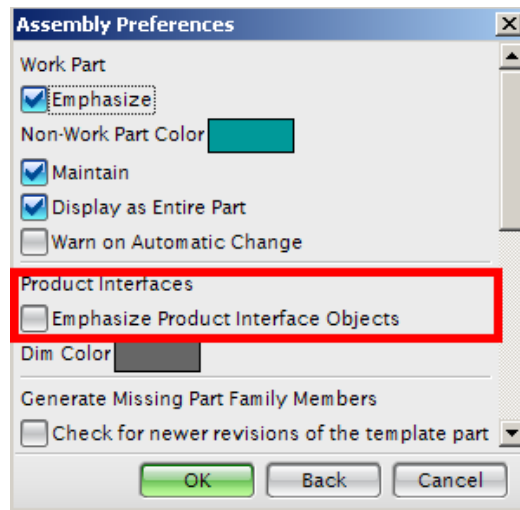 Assembly Preferences
Work Part
Emphasize
Non-Work Part Color
Maintain
Display as Entire Part
Warn on Automatic Change
Product Interfaces
Emphasize Product Interface Objects
Dim Color
Generate Missing Part Family Members
Check for newer revisions of the template part
OK Back Cancel